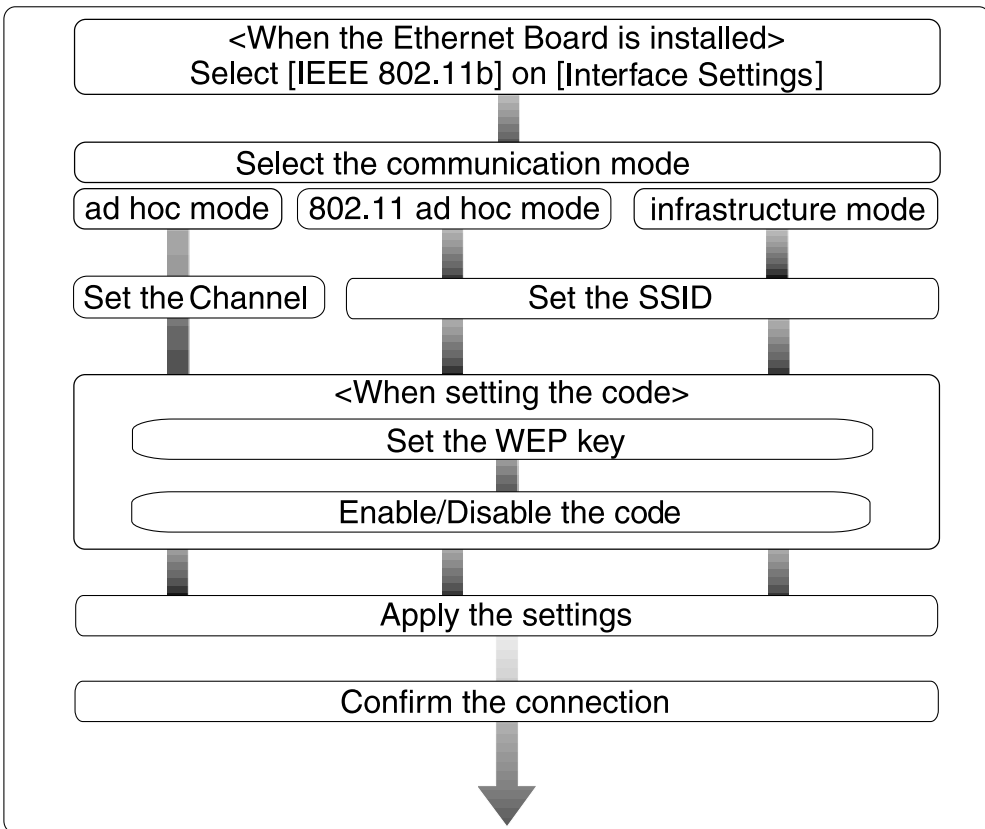 <When the Ethernet Board is installed>
Select [IEEE 802.11b] on [Interface Settings]
Select the communication mode
ad hoc mode
802.11 ad hoc mode
infrastructure mode
Set the Channel
Set the SSID
<When setting the code>
Set the WEP key
Enable/Disable the code
Apply the settings
Confirm the connection